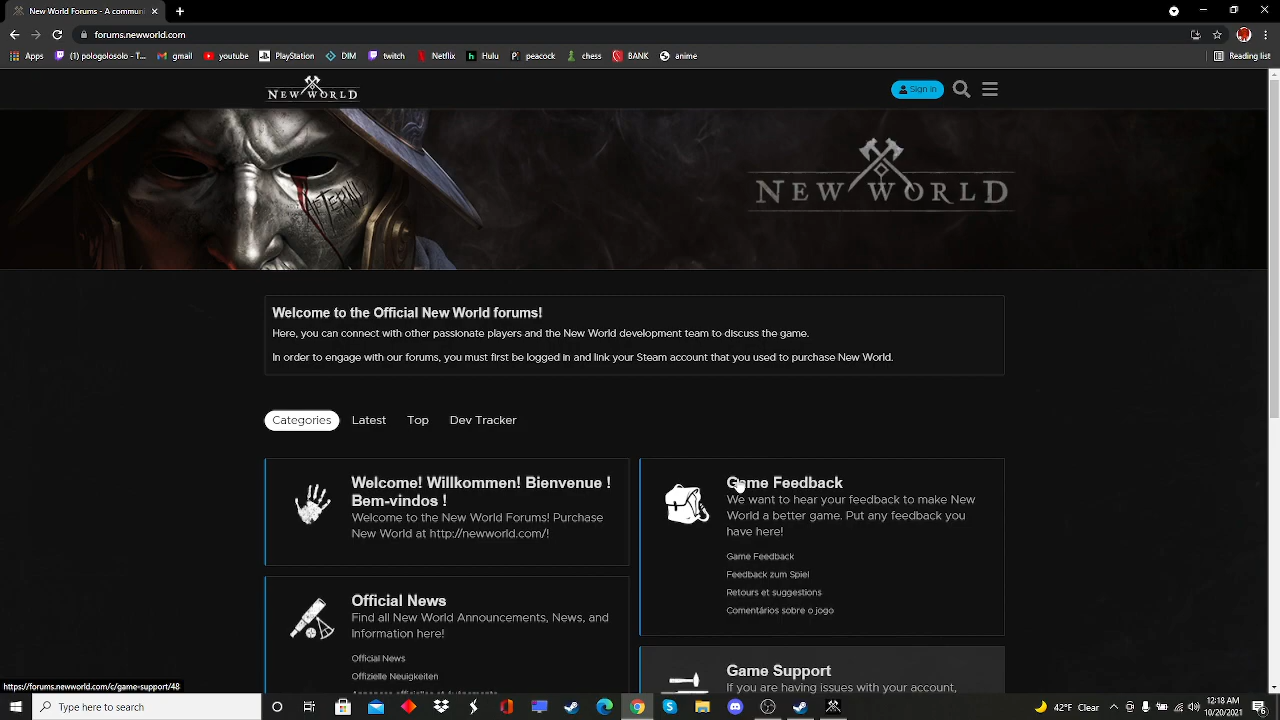 New World - A community
forums.newworld.com
Apps
pologolcsolo - T...
gmail
youtube
PlayStation
DIM
twitch
Netflix
Hulu
peacock
chess
BANK
anime
Reading list
NEW WORLD
Sign in
AETERNUM
NEW WORLD
Welcome to the Official New World forums!
Here, you can connect with other passionate players and the New World development team to discuss the game.
In order to engage with our forums, you must first be logged in and link your Steam account that you used to purchase New World.
Categories
Latest
Top
Dev Tracker
Welcome! Willkommen! Bienvenue !
Bem-vindos !
Welcome to the New World Forums! Purchase
New World at http://newworld.com/!
Official News
Find all New World Announcements, News, and
Information here!
Official News
Offizielle Neuigkeiten
Annonces officielles et événements
Game Feedback
We want to hear your feedback to make New
World a better game. Put any feedback you
have here!
Game Feedback
Feedback zum Spiel
Retours et suggestions
Comentários sobre o jogo
Game Support
If you are having issues with your account,
https://forums.newworld.com/c/game-support/48
Type here to search
42°F
12:18 AM
10/20/2021